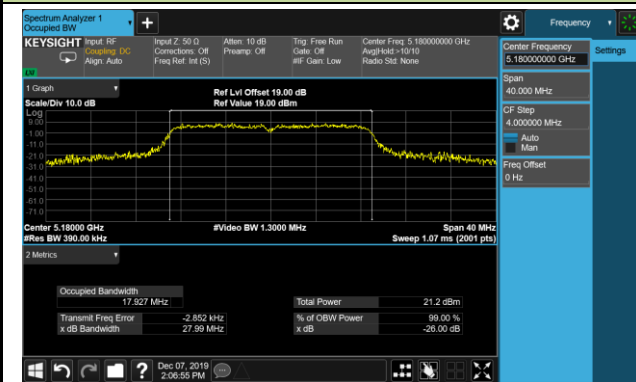 Spectrum Analyzer 1
Occupied BW
+
Frequency
KEYSIGHT
Input: RF
Coupling: DC
Align: Auto
Input Z: 50 Ω
Corrections: Off
Freq Ref: Int (S)
Atten: 10 dB
Preamp: Off
Trig: Free Run
Gate: Off
#IF Gain: Low
Center Freq: 5.180000000 GHz
Avg|Hold:>10/10
Radio Std: None
Center Frequency
5.180000000 GHz
Settings
Span
40.000 MHz
CF Step
4.000000 MHz
Auto
Man
Freq Offset
0 Hz
1 Graph
Scale/Div 10.0 dB
Ref Lvl Offset 19.00 dB
Ref Value 19.00 dBm
Log
9.00
-1.00
-11.0
-21.0
-31.0
-41.0
-51.0
-61.0
-71.0
Center 5.18000 GHz
#Video BW 1.3000 MHz
Span 40 MHz
#Res BW 390.00 kHz
Sweep 1.07 ms (2001 pts)
2 Metrics
Occupied Bandwidth
17.927 MHz
Total Power
21.2 dBm
Transmit Freq Error
-2.852 kHz
% of OBW Power
99.00 %
x dB Bandwidth
27.99 MHz
x dB
-26.00 dB
?
Dec 07, 2019
2:06:55 PM